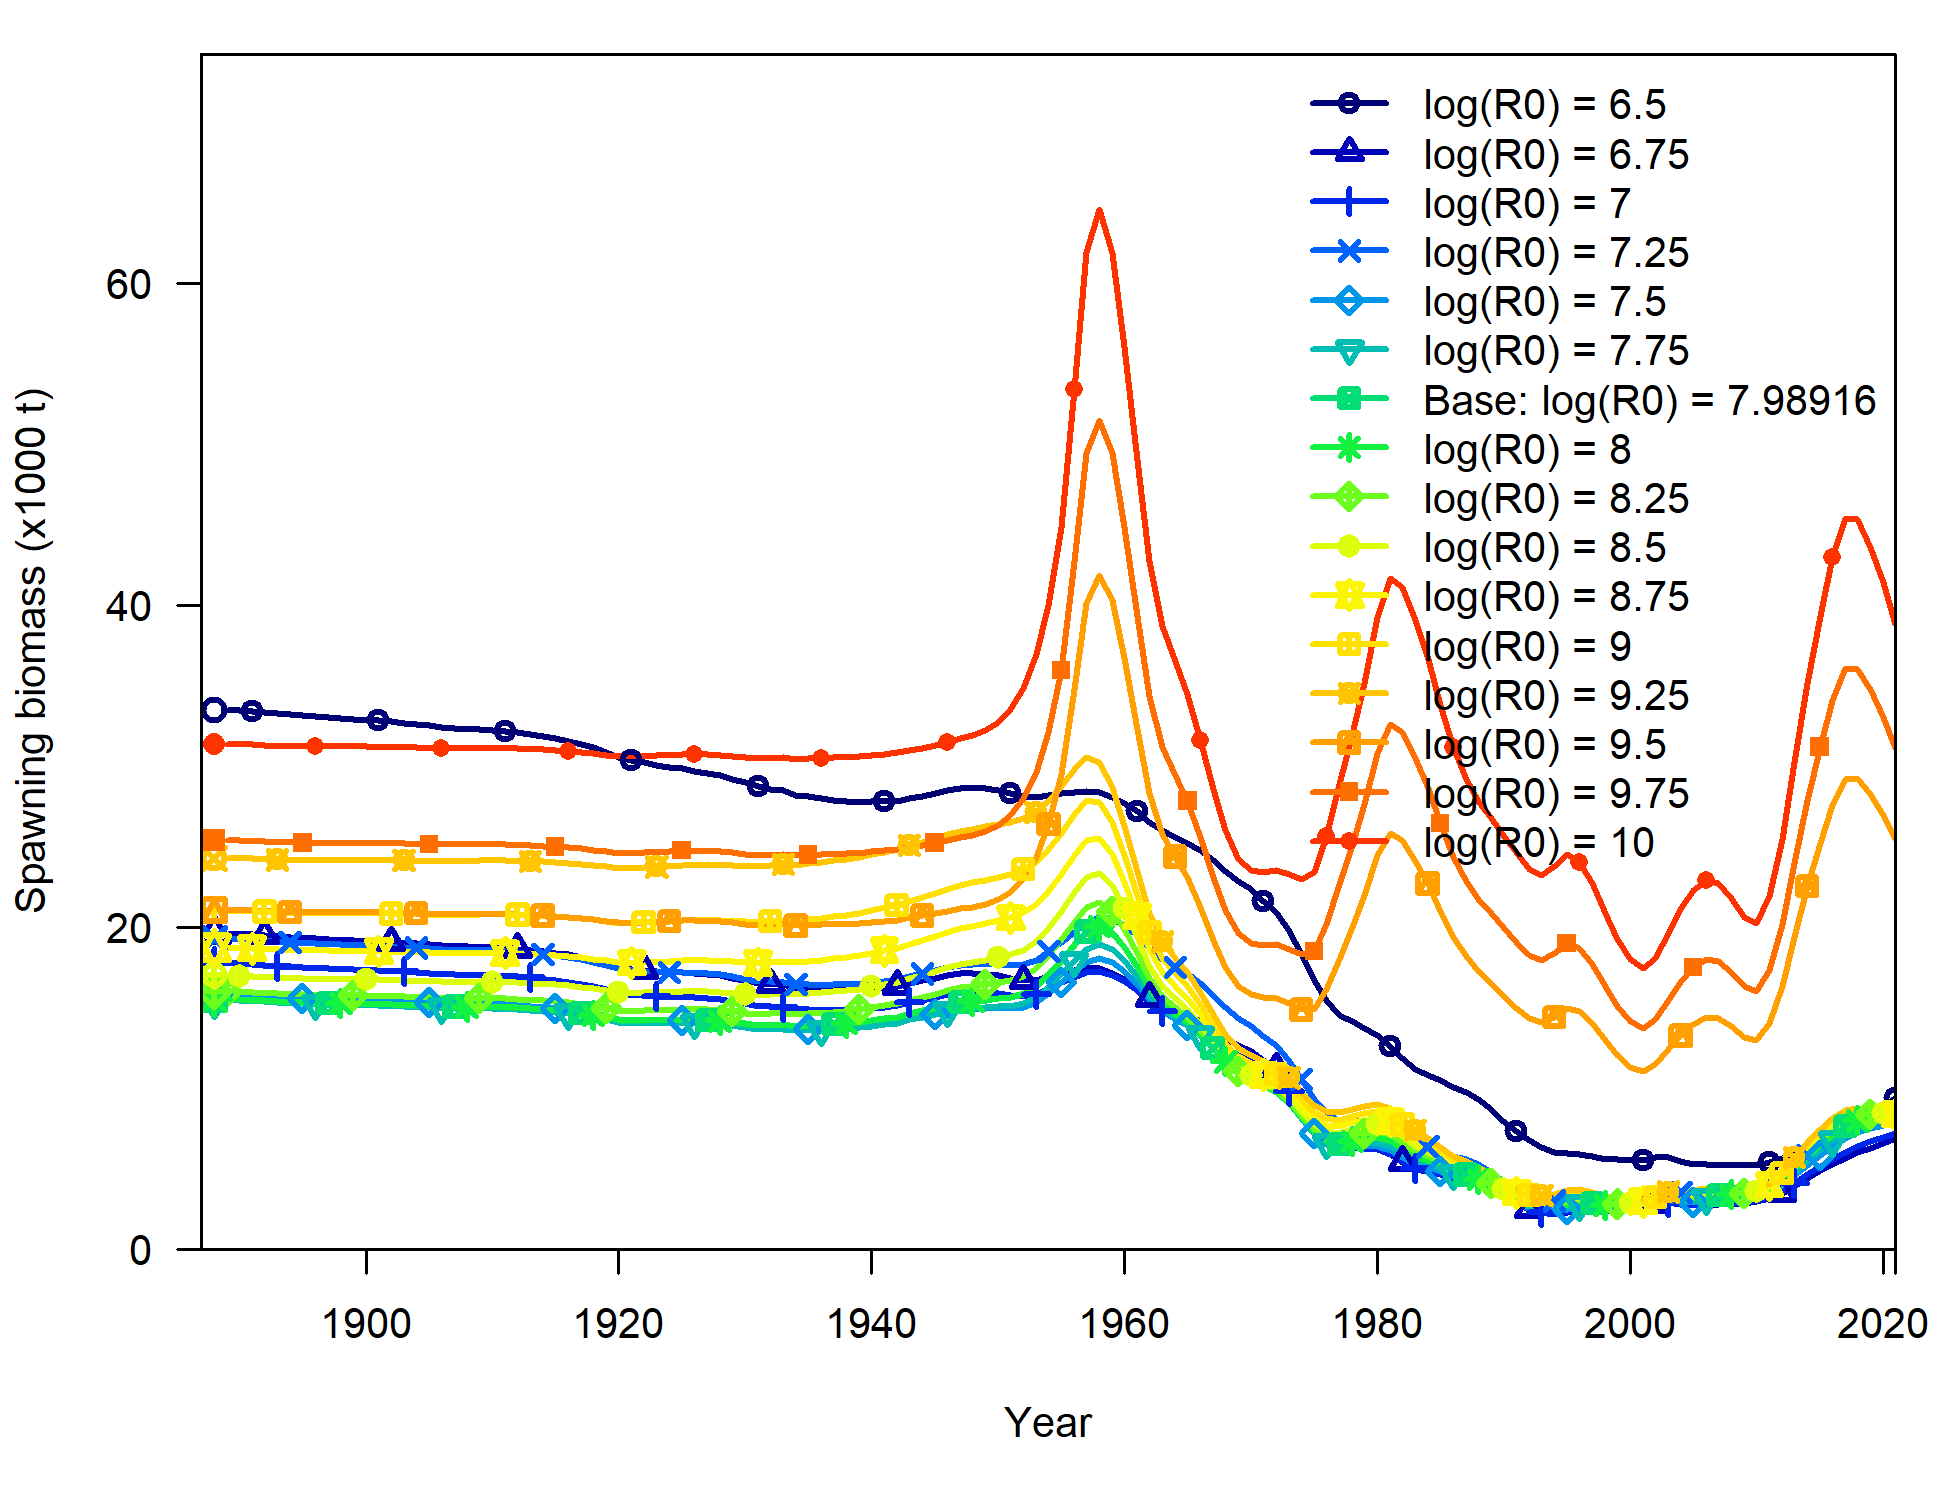 log(R0) = 6.5
log(R0) = 6.75
log(R0) = 7
log(R0) = 7.25
log(R0) = 7.5
log(R0) = 7.75
Base: log(R0) = 7.98916
log(R0) = 8
log(R0) = 8.25
log(R0) = 8.5
log(R0) = 8.75
log(R0) = 9
log(R0) = 9.25
log(R0) = 9.5
log(R0) = 9.75
log(R0) = 10
Spawning biomass (x1000 t)
60
40
20
0
1900 1920 1940 1960 1980 2000 2020
Year